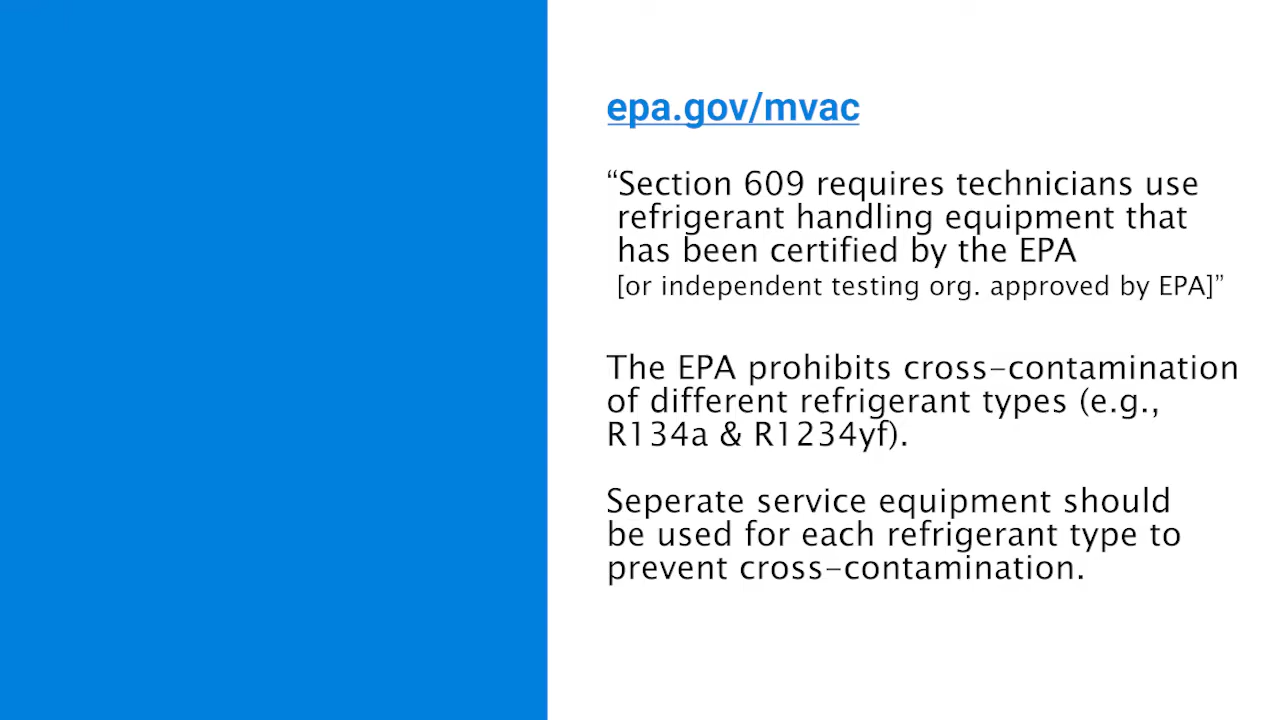 epa.gov/mvac
“Section 609 requires technicians use
refrigerant handling equipment that
has been certified by the EPA
[or independent testing org. approved by EPA]”
The EPA prohibits cross-contamination
of different refrigerant types (e.g.,
R134a & R1234yf).
Seperate service equipment should
be used for each refrigerant type to
prevent cross-contamination.